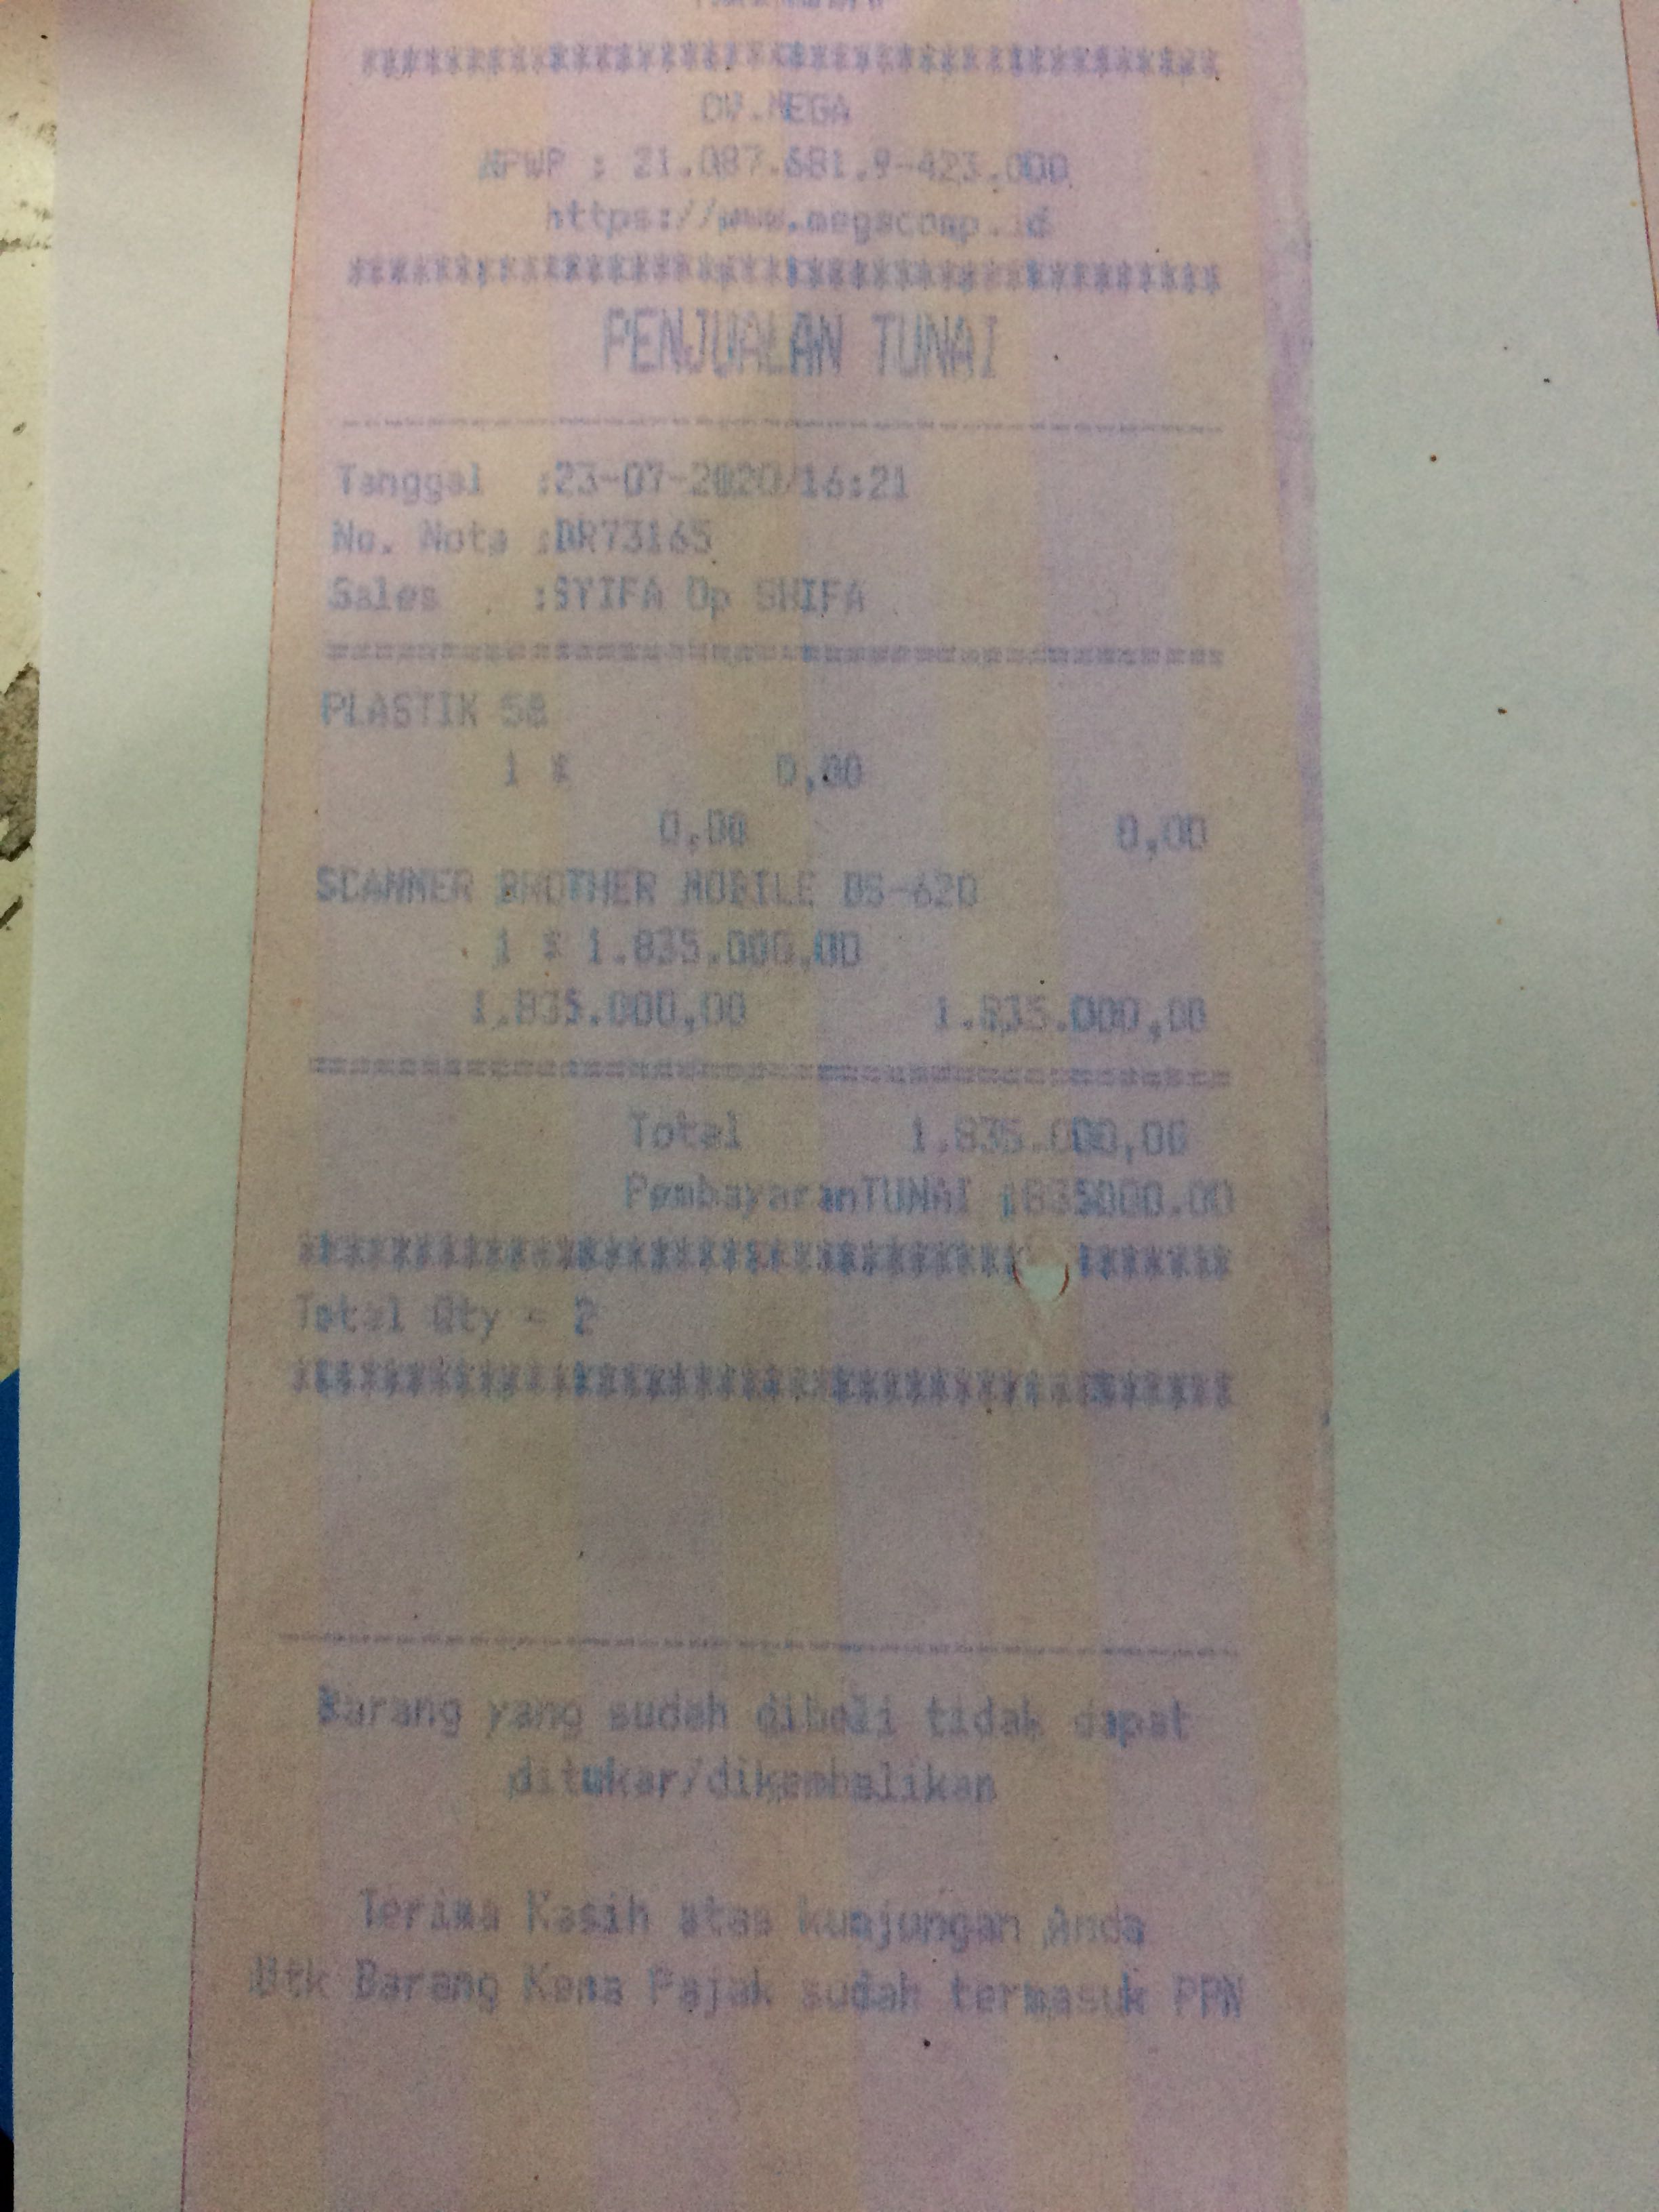 ****************************************
CV.MEGA
NPWP : 21.087.681.9-423.000
https://www.megacomp.id
****************************************
PENJUALAN TUNAI
----------------------------------------
Tanggal :23-07-2020/16:21
No. Nota :DR73165
Sales :SYIFA Op SHIFA
========================================
PLASTIK 58
1 * 0,00
0,00 0,00
SCANNER BROTHER MOBILE DS-620
1 * 1.835.000,00
1.835.000,00 1.835.000,00
========================================
Total 1.835.000,00
PembayaranTUNAI :835000.00
****************************************
Total Qty = 2
****************************************
----------------------------------------
Barang yang sudah dibeli tidak dapat
ditukar/dikembalikan
Terima Kasih atas kunjungan Anda
Utk Barang Kena Pajak sudah termasuk PPN